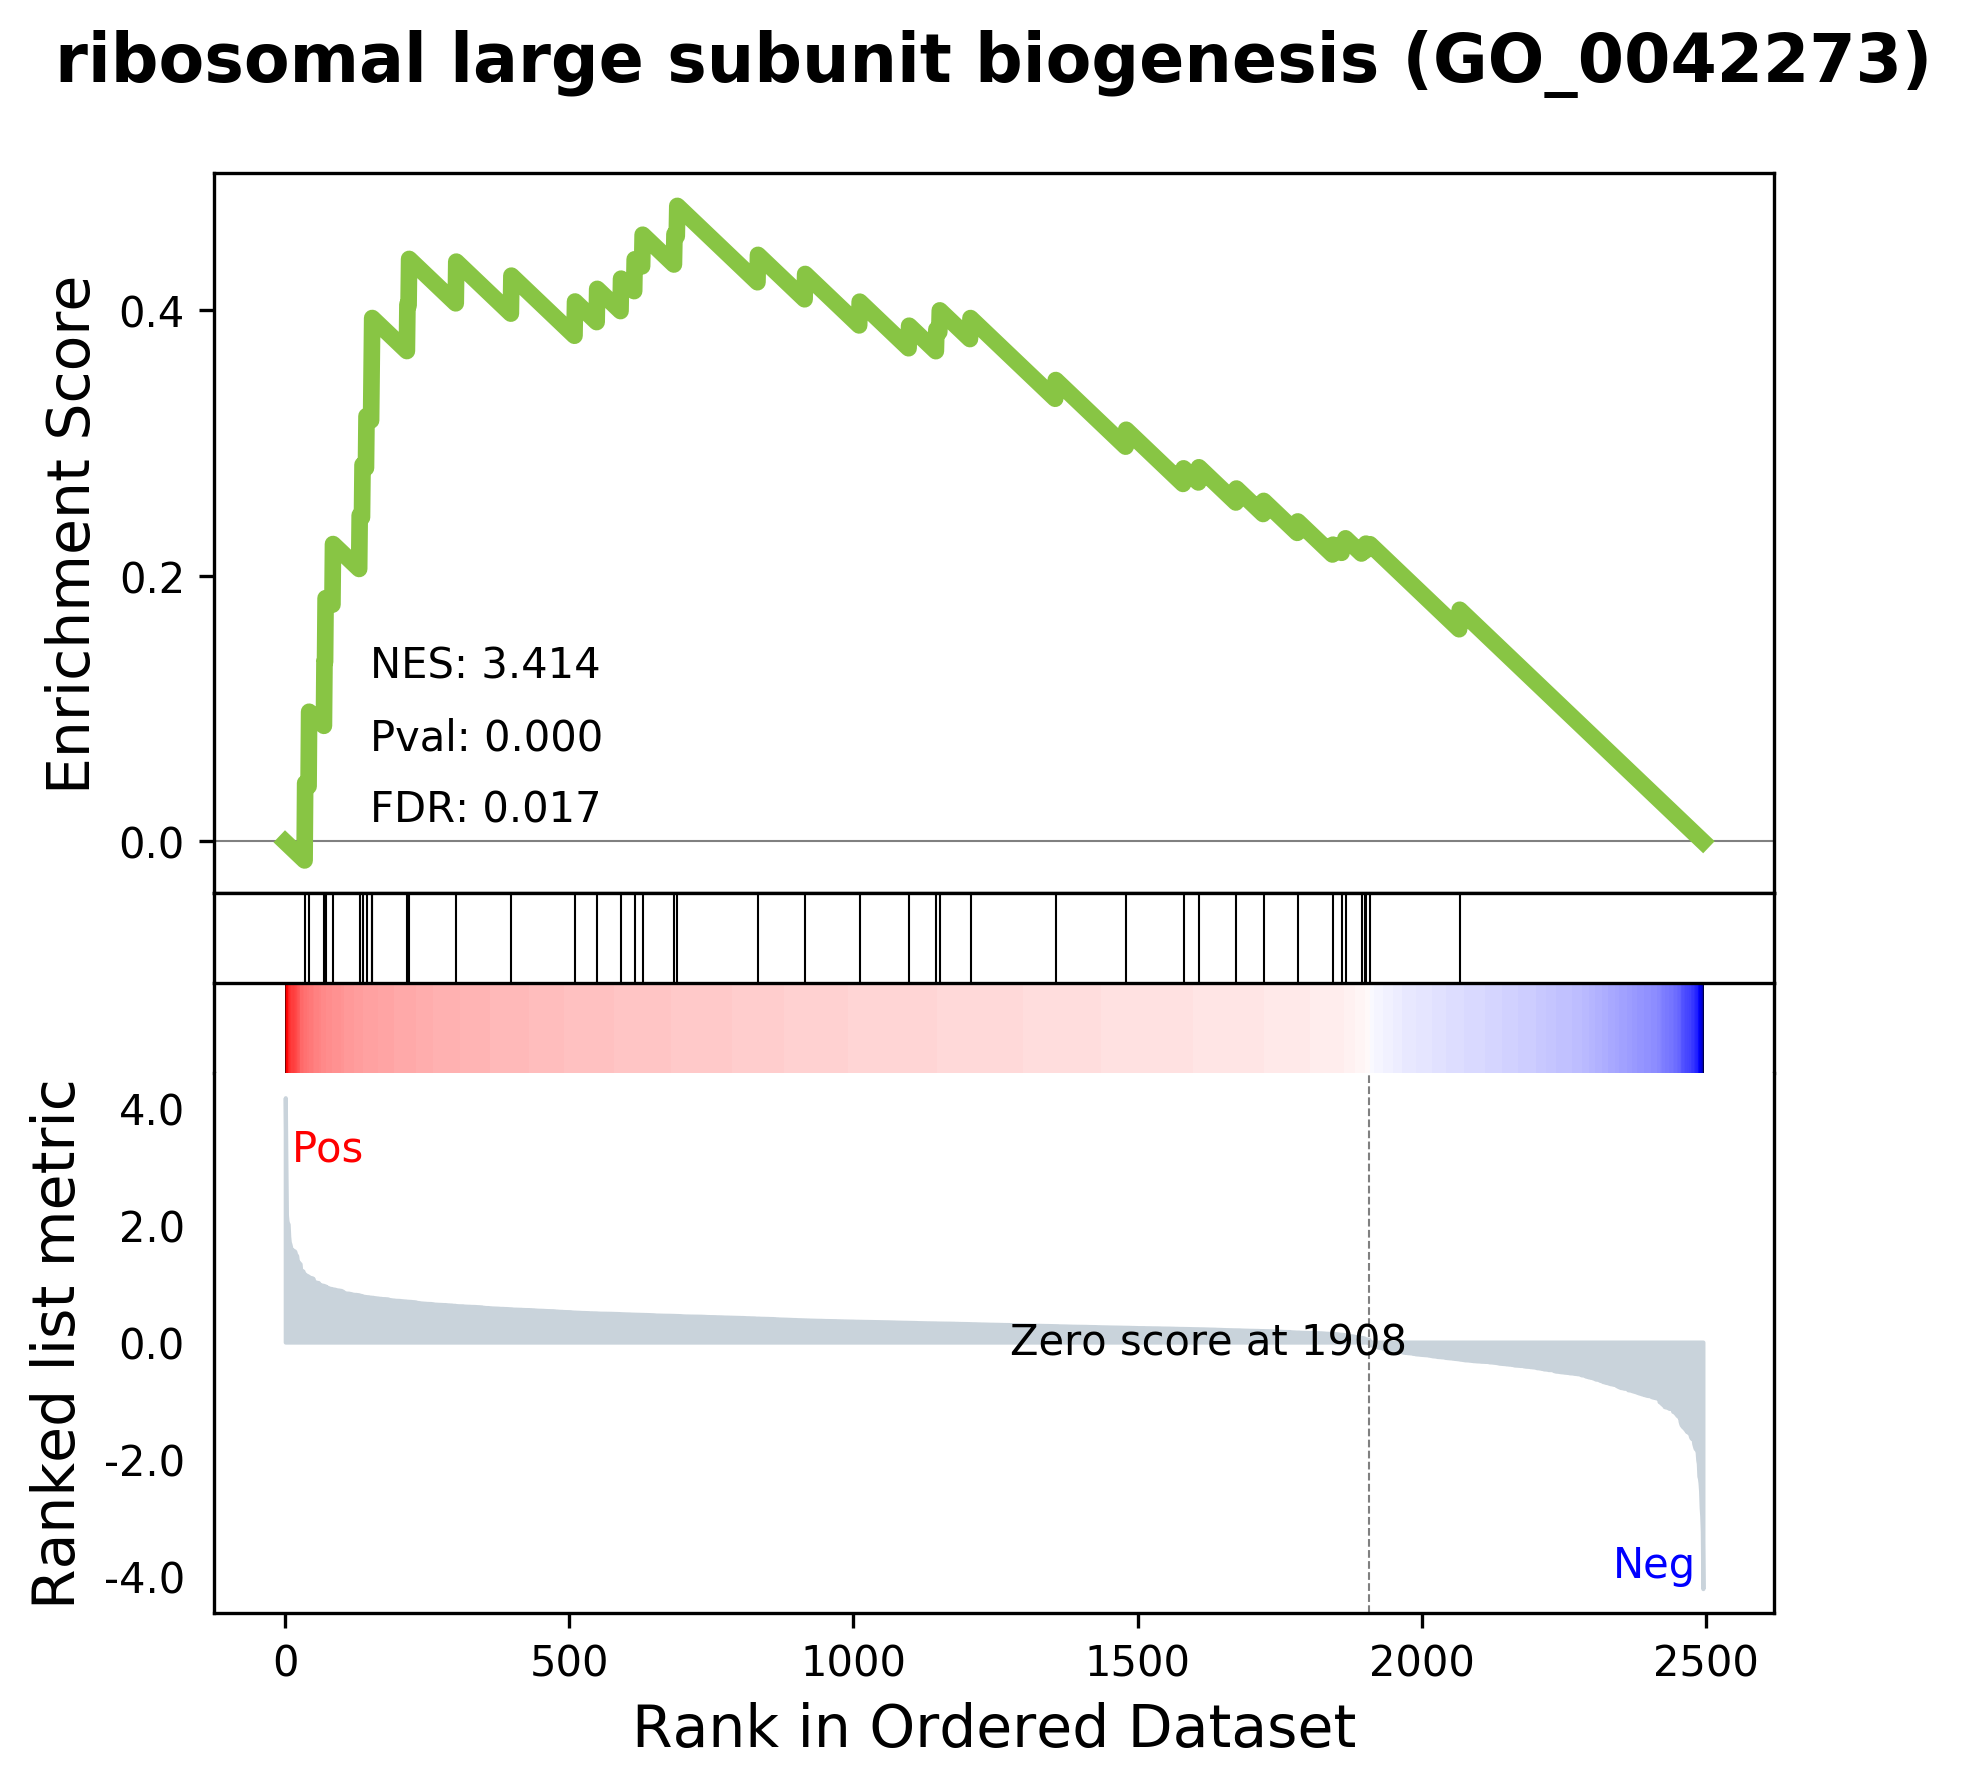 ribosomal large subunit biogenesis (GO_0042273)
Enrichment Score
0.4
0.2
0.0
NES: 3.414
Pval: 0.000
FDR: 0.017
Ranked list metric
4.0
2.0
0.0
-2.0
-4.0
Pos
Zero score at 1908
Neg
0 500 1000 1500 2000 2500
Rank in Ordered Dataset